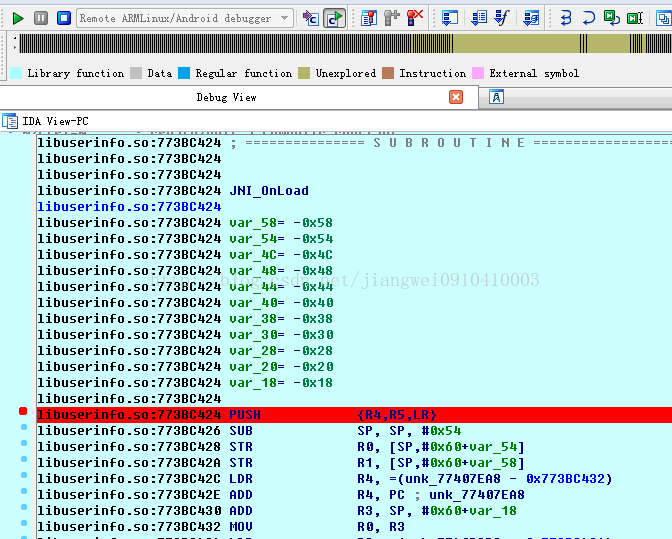 Remote ARMLinux/Android debugger
Library function Data Regular function Unexplored Instruction External symbol
Debug View
IDA View-PC
libuserinfo.so:773BC424 ; =============== S U B R O U T I N E ==================
libuserinfo.so:773BC424
libuserinfo.so:773BC424
libuserinfo.so:773BC424 JNI_OnLoad
libuserinfo.so:773BC424
libuserinfo.so:773BC424 var_58= -0x58
libuserinfo.so:773BC424 var_54= -0x54
libuserinfo.so:773BC424 var_4C= -0x4C
libuserinfo.so:773BC424 var_48= -0x48
blog.csdn.net/jiangwei0910410003
libuserinfo.so:773BC424 var_44= -0x44
libuserinfo.so:773BC424 var_40= -0x40
libuserinfo.so:773BC424 var_38= -0x38
libuserinfo.so:773BC424 var_30= -0x30
libuserinfo.so:773BC424 var_28= -0x28
libuserinfo.so:773BC424 var_20= -0x20
libuserinfo.so:773BC424 var_18= -0x18
libuserinfo.so:773BC424
libuserinfo.so:773BC424 PUSH {R4,R5,LR}
libuserinfo.so:773BC426 SUB SP, SP, #0x54
libuserinfo.so:773BC428 STR R0, [SP,#0x60+var_54]
libuserinfo.so:773BC42A STR R1, [SP,#0x60+var_58]
libuserinfo.so:773BC42C LDR R4, =(unk_77407EA8 - 0x773BC432)
libuserinfo.so:773BC42E ADD R4, PC ; unk_77407EA8
libuserinfo.so:773BC430 ADD R3, SP, #0x60+var_18
libuserinfo.so:773BC432 MOV R0, R3